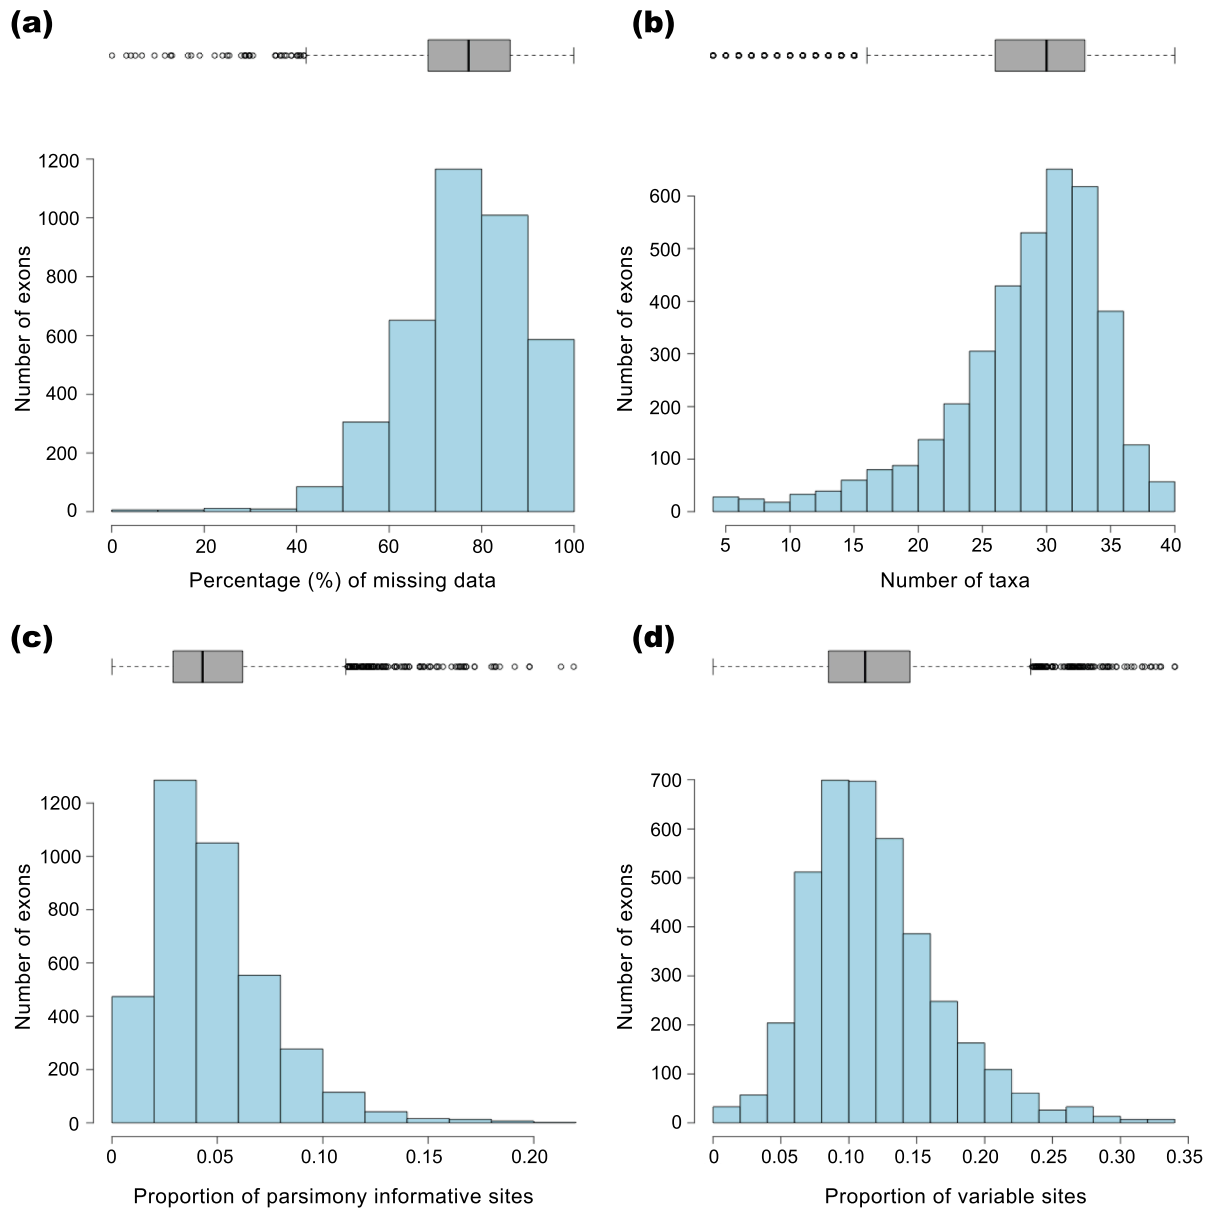 (a)
1200
1000
800
600
400
200
0
Number of exons
0 20 40 60 80 100
Percentage (%) of missing data
(b)
600
500
400
300
200
100
0
Number of exons
5 10 15 20 25 30 35 40
Number of taxa
(c)
1200
1000
800
600
400
200
0
Number of exons
0 0.05 0.10 0.15 0.20
Proportion of parsimony informative sites
(d)
700
600
500
400
300
200
100
0
Number of exons
0 0.05 0.10 0.15 0.20 0.25 0.30 0.35
Proportion of variable sites